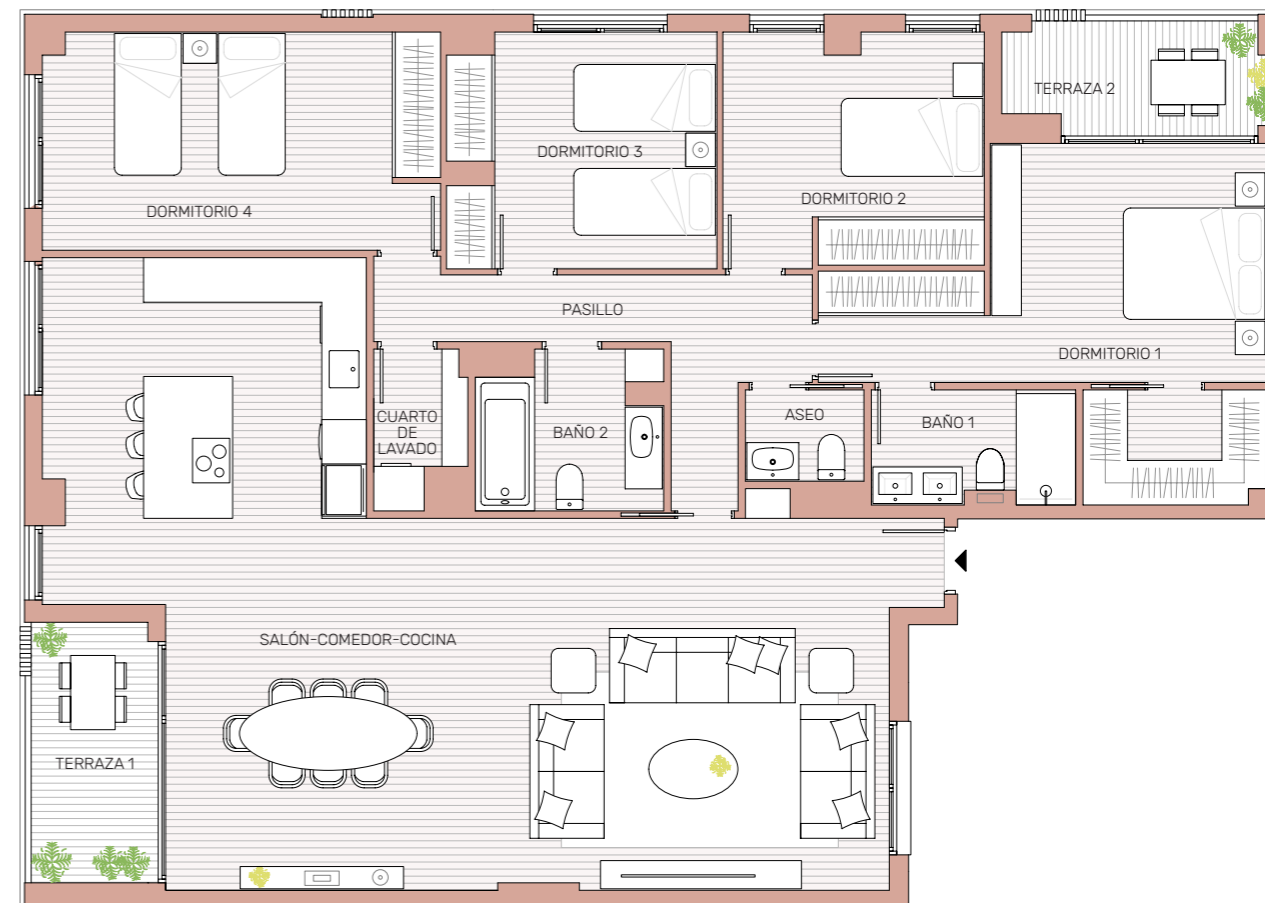 TERRAZA 2
DORMITORIO 3
DORMITORIO 2
DORMITORIO 4
PASILLO
DORMITORIO 1
CUARTO
DE
LAVADO
BAÑO 2
ASEO
BAÑO 1
SALÓN-COMEDOR-COCINA
TERRAZA 1